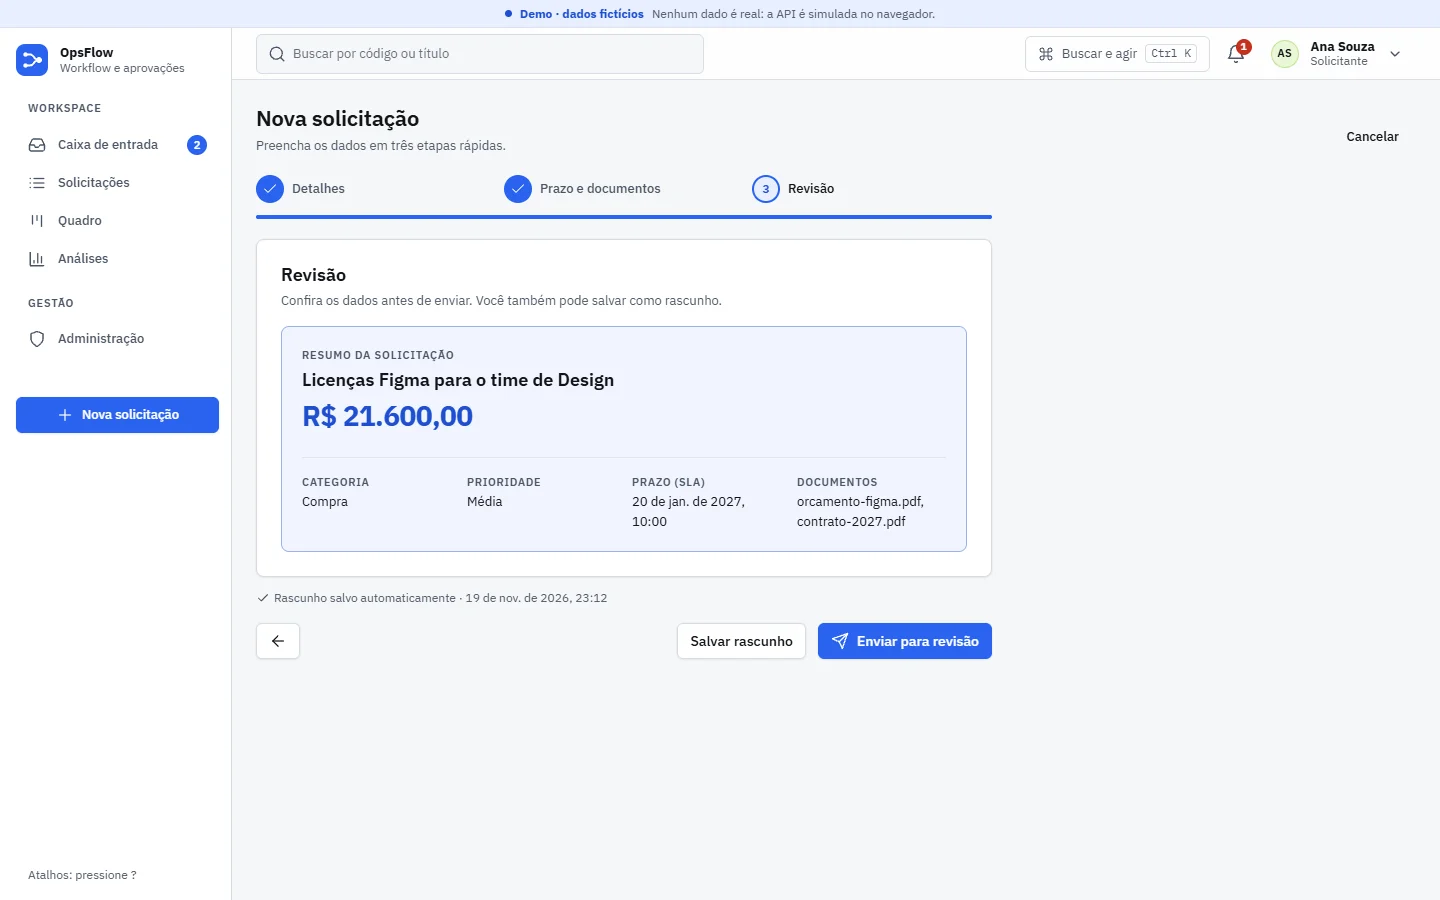 Demo · dados fictícios Nenhum dado é real: a API é simulada no navegador.
OpsFlow
Workflow e aprovações
WORKSPACE
Caixa de entrada 2
Solicitações
Quadro
Análises
GESTÃO
Administração
Nova solicitação
Atalhos: pressione ?
Buscar por código ou título
Buscar e agir Ctrl K
1
AS
Ana Souza
Solicitante
Nova solicitação
Preencha os dados em três etapas rápidas.
Cancelar
Detalhes
Prazo e documentos
3 Revisão
Revisão
Confira os dados antes de enviar. Você também pode salvar como rascunho.
RESUMO DA SOLICITAÇÃO
Licenças Figma para o time de Design
R$ 21.600,00
CATEGORIA
Compra
PRIORIDADE
Média
PRAZO (SLA)
20 de jan. de 2027,
10:00
DOCUMENTOS
orcamento-figma.pdf,
contrato-2027.pdf
Rascunho salvo automaticamente · 19 de nov. de 2026, 23:12
Salvar rascunho
Enviar para revisão